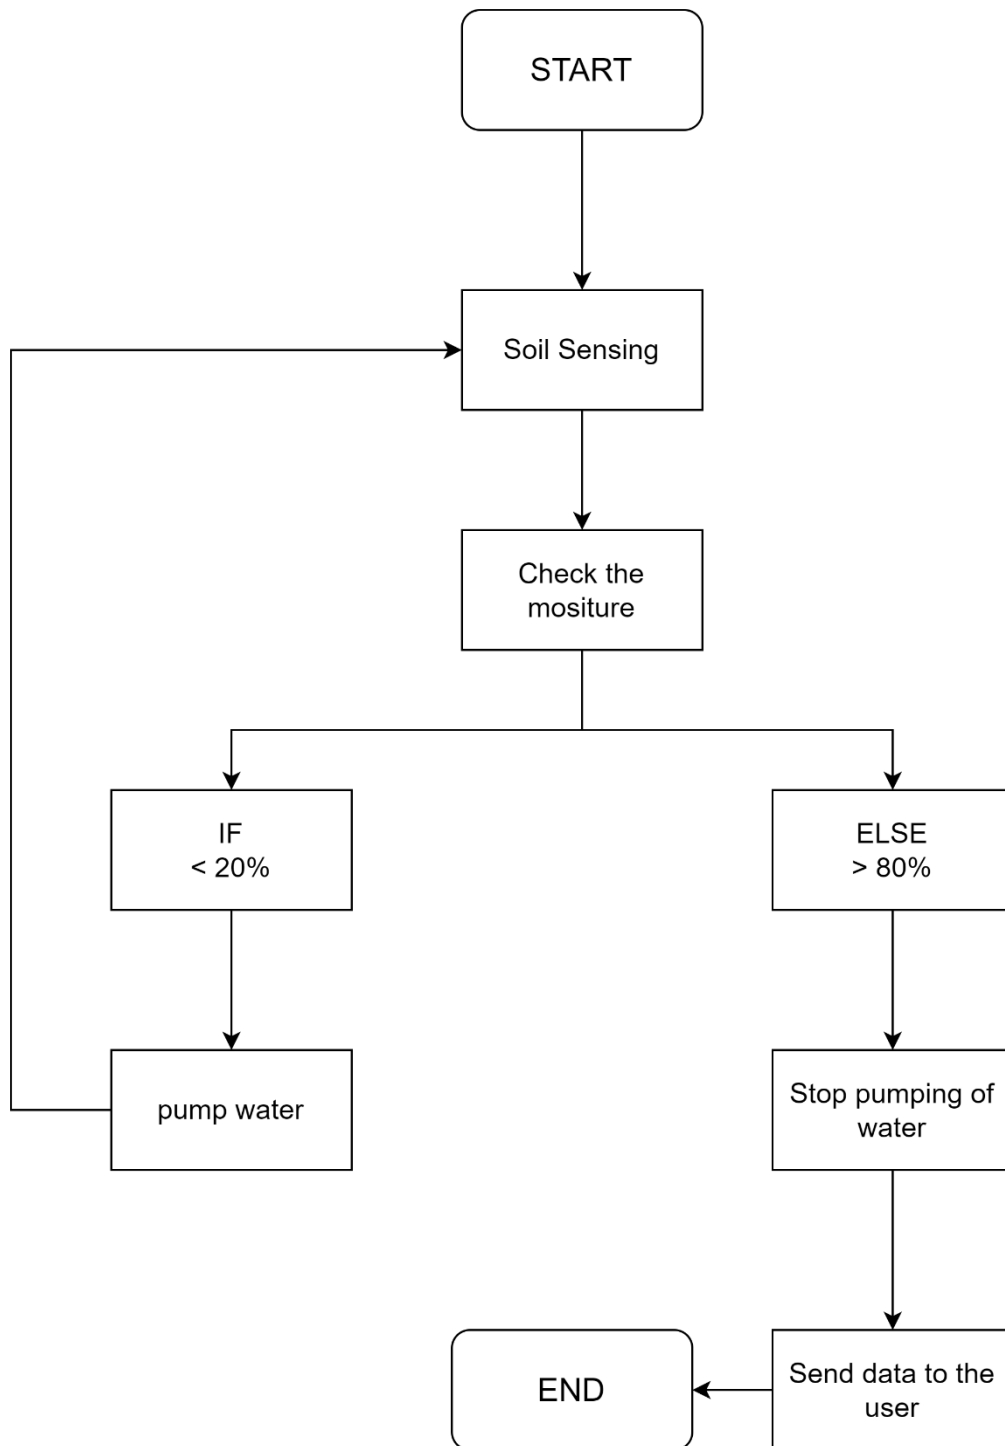 START
Soil Sensing
Check the
mositure
IF
< 20%
ELSE
> 80%
pump water
Stop pumping of
water
END
Send data to the
user